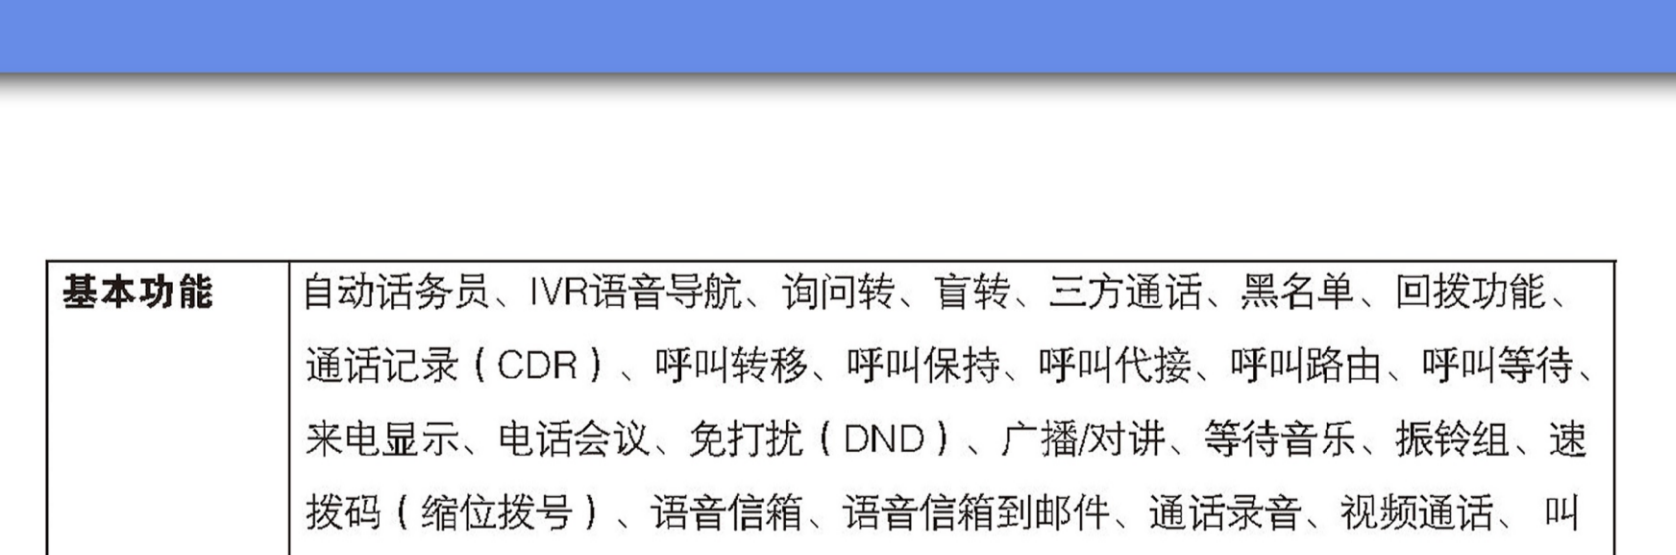 基本功能
自动话务员、IVR语音导航、询问转、盲转、三方通话、黑名单、回拨功能、
通话记录(CDR)、呼叫转移、呼叫保持、呼叫代接、呼叫路由、呼叫等待、
来电显示、电话会议、免打扰(DND)、广播/对讲、等待音乐、振铃组、速
拨码(缩位拨号)、语音信箱、语音信箱到邮件、通话录音、视频通话、 叫